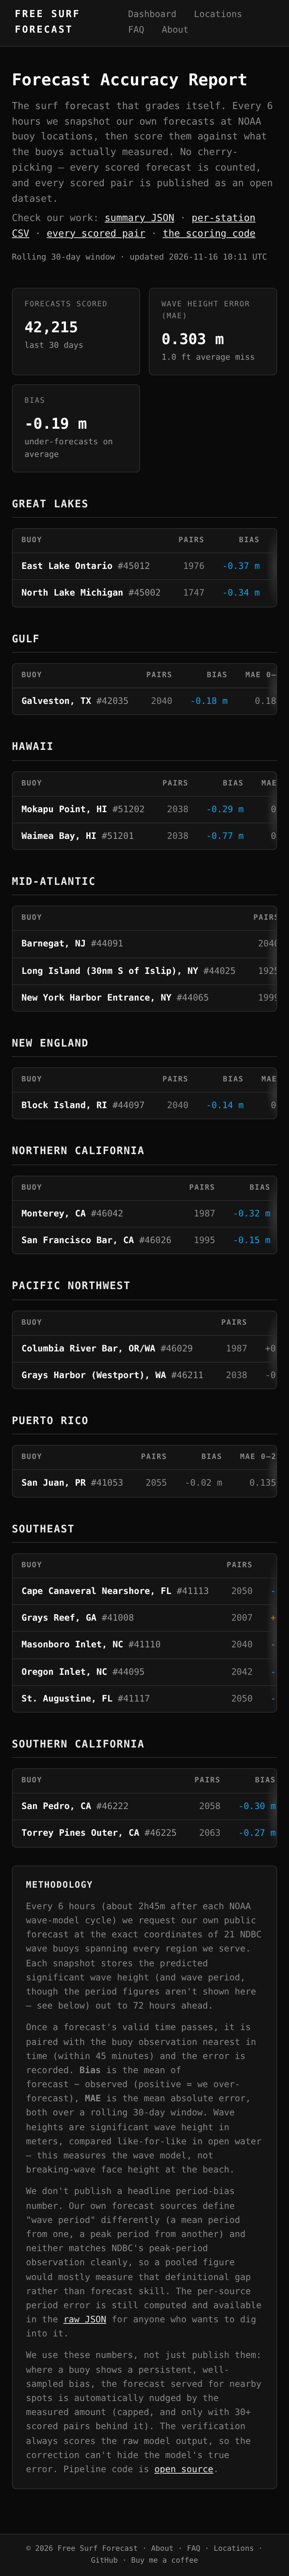 FREE SURF
FORECAST
Dashboard Locations
FAQ About
Forecast Accuracy Report
The surf forecast that grades itself. Every 6
hours we snapshot our own forecasts at NOAA
buoy locations, then score them against what
the buoys actually measured. No cherry-
picking — every scored forecast is counted,
and every scored pair is published as an open
dataset.
Check our work: summary JSON · per-station
CSV · every scored pair · the scoring code
Rolling 30-day window · updated 2026-11-16 10:11 UTC
FORECASTS SCORED
42,215
last 30 days
WAVE HEIGHT ERROR
(MAE)
0.303 m
1.0 ft average miss
BIAS
-0.19 m
under-forecasts on
average
GREAT LAKES
BUOY PAIRS BIAS
East Lake Ontario #45012 1976 -0.37 m
North Lake Michigan #45002 1747 -0.34 m
GULF
BUOY PAIRS BIAS MAE 0–
Galveston, TX #42035 2040 -0.18 m 0.18
HAWAII
BUOY PAIRS BIAS MAE
Mokapu Point, HI #51202 2038 -0.29 m 0
Waimea Bay, HI #51201 2038 -0.77 m 0
MID-ATLANTIC
BUOY PAIRS
Barnegat, NJ #44091 204
Long Island (30nm S of Islip), NY #44025 1925
New York Harbor Entrance, NY #44065 1999
NEW ENGLAND
BUOY PAIRS BIAS MAE
Block Island, RI #44097 2040 -0.14 m 0
NORTHERN CALIFORNIA
BUOY PAIRS BIAS
Monterey, CA #46042 1987 -0.32 m
San Francisco Bar, CA #46026 1995 -0.15 m
PACIFIC NORTHWEST
BUOY PAIRS
Columbia River Bar, OR/WA #46029 1987 +0
Grays Harbor (Westport), WA #46211 2038 -0
PUERTO RICO
BUOY PAIRS BIAS MAE 0–2
San Juan, PR #41053 2055 -0.02 m 0.135
SOUTHEAST
BUOY PAIRS
Cape Canaveral Nearshore, FL #41113 2050 -
Grays Reef, GA #41008 2007 +
Masonboro Inlet, NC #41110 2040 -
Oregon Inlet, NC #44095 2042 -
St. Augustine, FL #41117 2050 -
SOUTHERN CALIFORNIA
BUOY PAIRS BIAS
San Pedro, CA #46222 2058 -0.30 m
Torrey Pines Outer, CA #46225 2063 -0.27 m
METHODOLOGY
Every 6 hours (about 2h45m after each NOAA
wave-model cycle) we request our own public
forecast at the exact coordinates of 21 NDBC
wave buoys spanning every region we serve.
Each snapshot stores the predicted
significant wave height (and wave period,
though the period figures aren't shown here
— see below) out to 72 hours ahead.
Once a forecast's valid time passes, it is
paired with the buoy observation nearest in
time (within 45 minutes) and the error is
recorded. Bias is the mean of
forecast − observed (positive = we over-
forecast), MAE is the mean absolute error,
both over a rolling 30-day window. Wave
heights are significant wave height in
meters, compared like-for-like in open water
— this measures the wave model, not
breaking-wave face height at the beach.
We don't publish a headline period-bias
number. Our own forecast sources define
"wave period" differently (a mean period
from one, a peak period from another) and
neither matches NDBC's peak-period
observation cleanly, so a pooled figure
would mostly measure that definitional gap
rather than forecast skill. The per-source
period error is still computed and available
in the raw JSON for anyone who wants to dig
into it.
We use these numbers, not just publish them:
where a buoy shows a persistent, well-
sampled bias, the forecast served for nearby
spots is automatically nudged by the
measured amount (capped, and only with 30+
scored pairs behind it). The verification
always scores the raw model output, so the
correction can't hide the model's true
error. Pipeline code is open source.
© 2026 Free Surf Forecast · About · FAQ · Locations ·
GitHub · Buy me a coffee